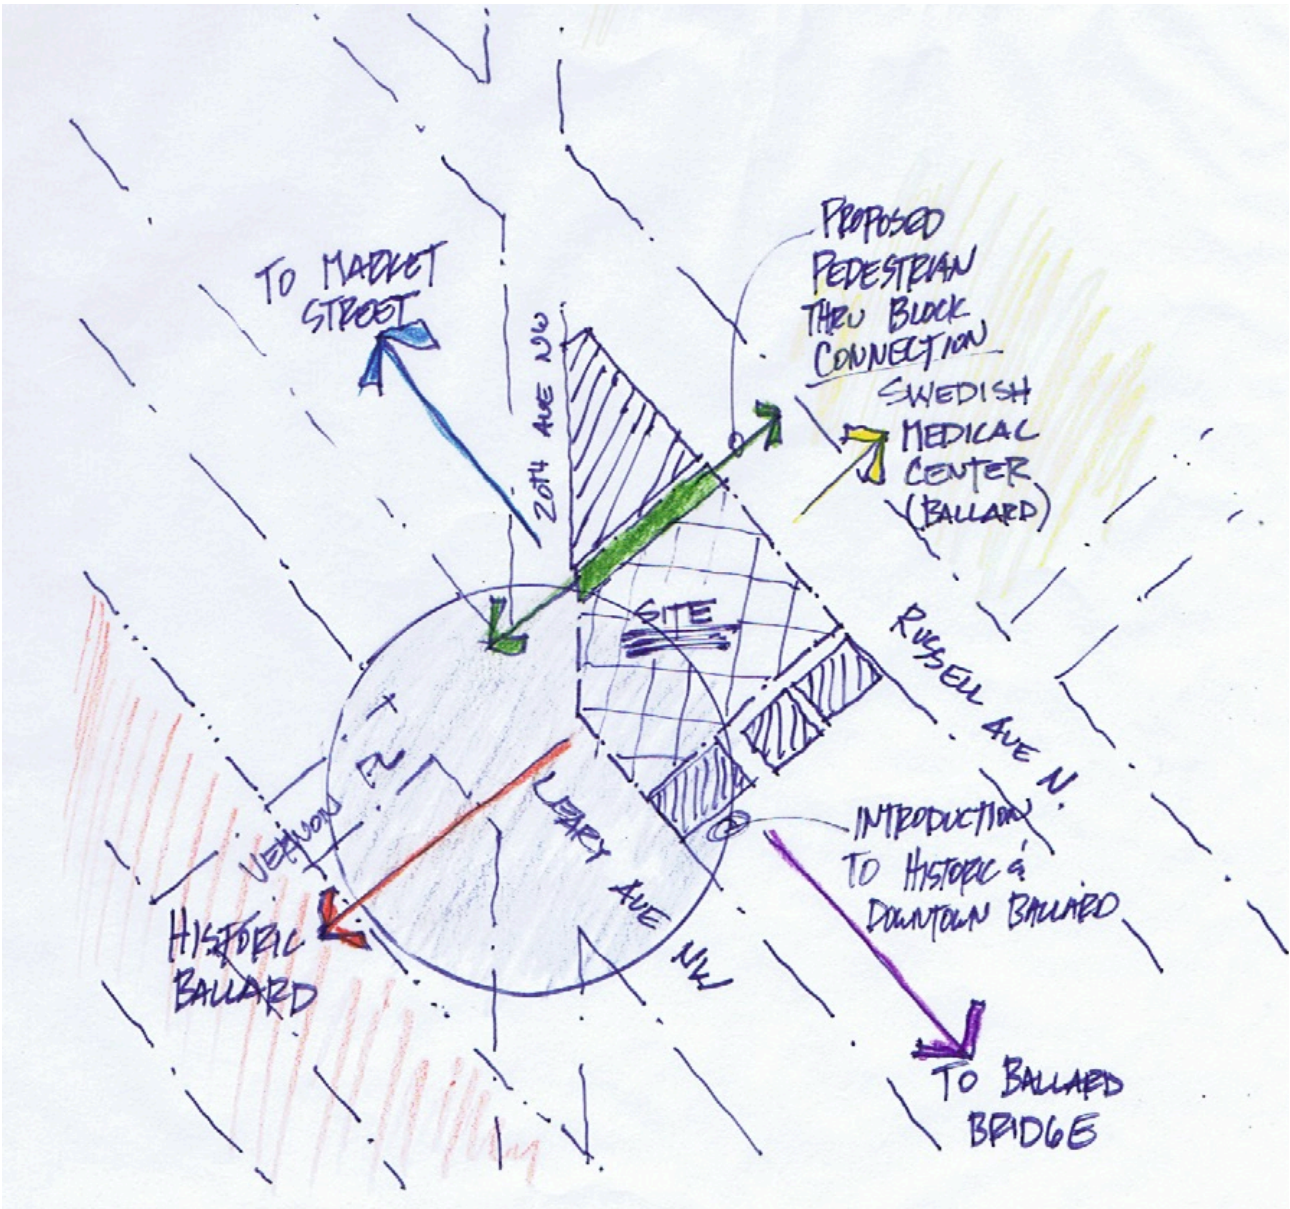 PROPOSED
PEDESTRIAN
THRU BLOCK
CONNECTION
TO MARKET
STREET
20TH AVE NW
SWEDISH
MEDICAL
CENTER
(BALLARD)
SITE
RUSSELL AVE N.
VERNON PL
LEARY AVE NW
INTRODUCTION
TO HISTORIC &
DOWNTOWN BALLARD
HISTORIC
BALLARD
TO BALLARD
BRIDGE